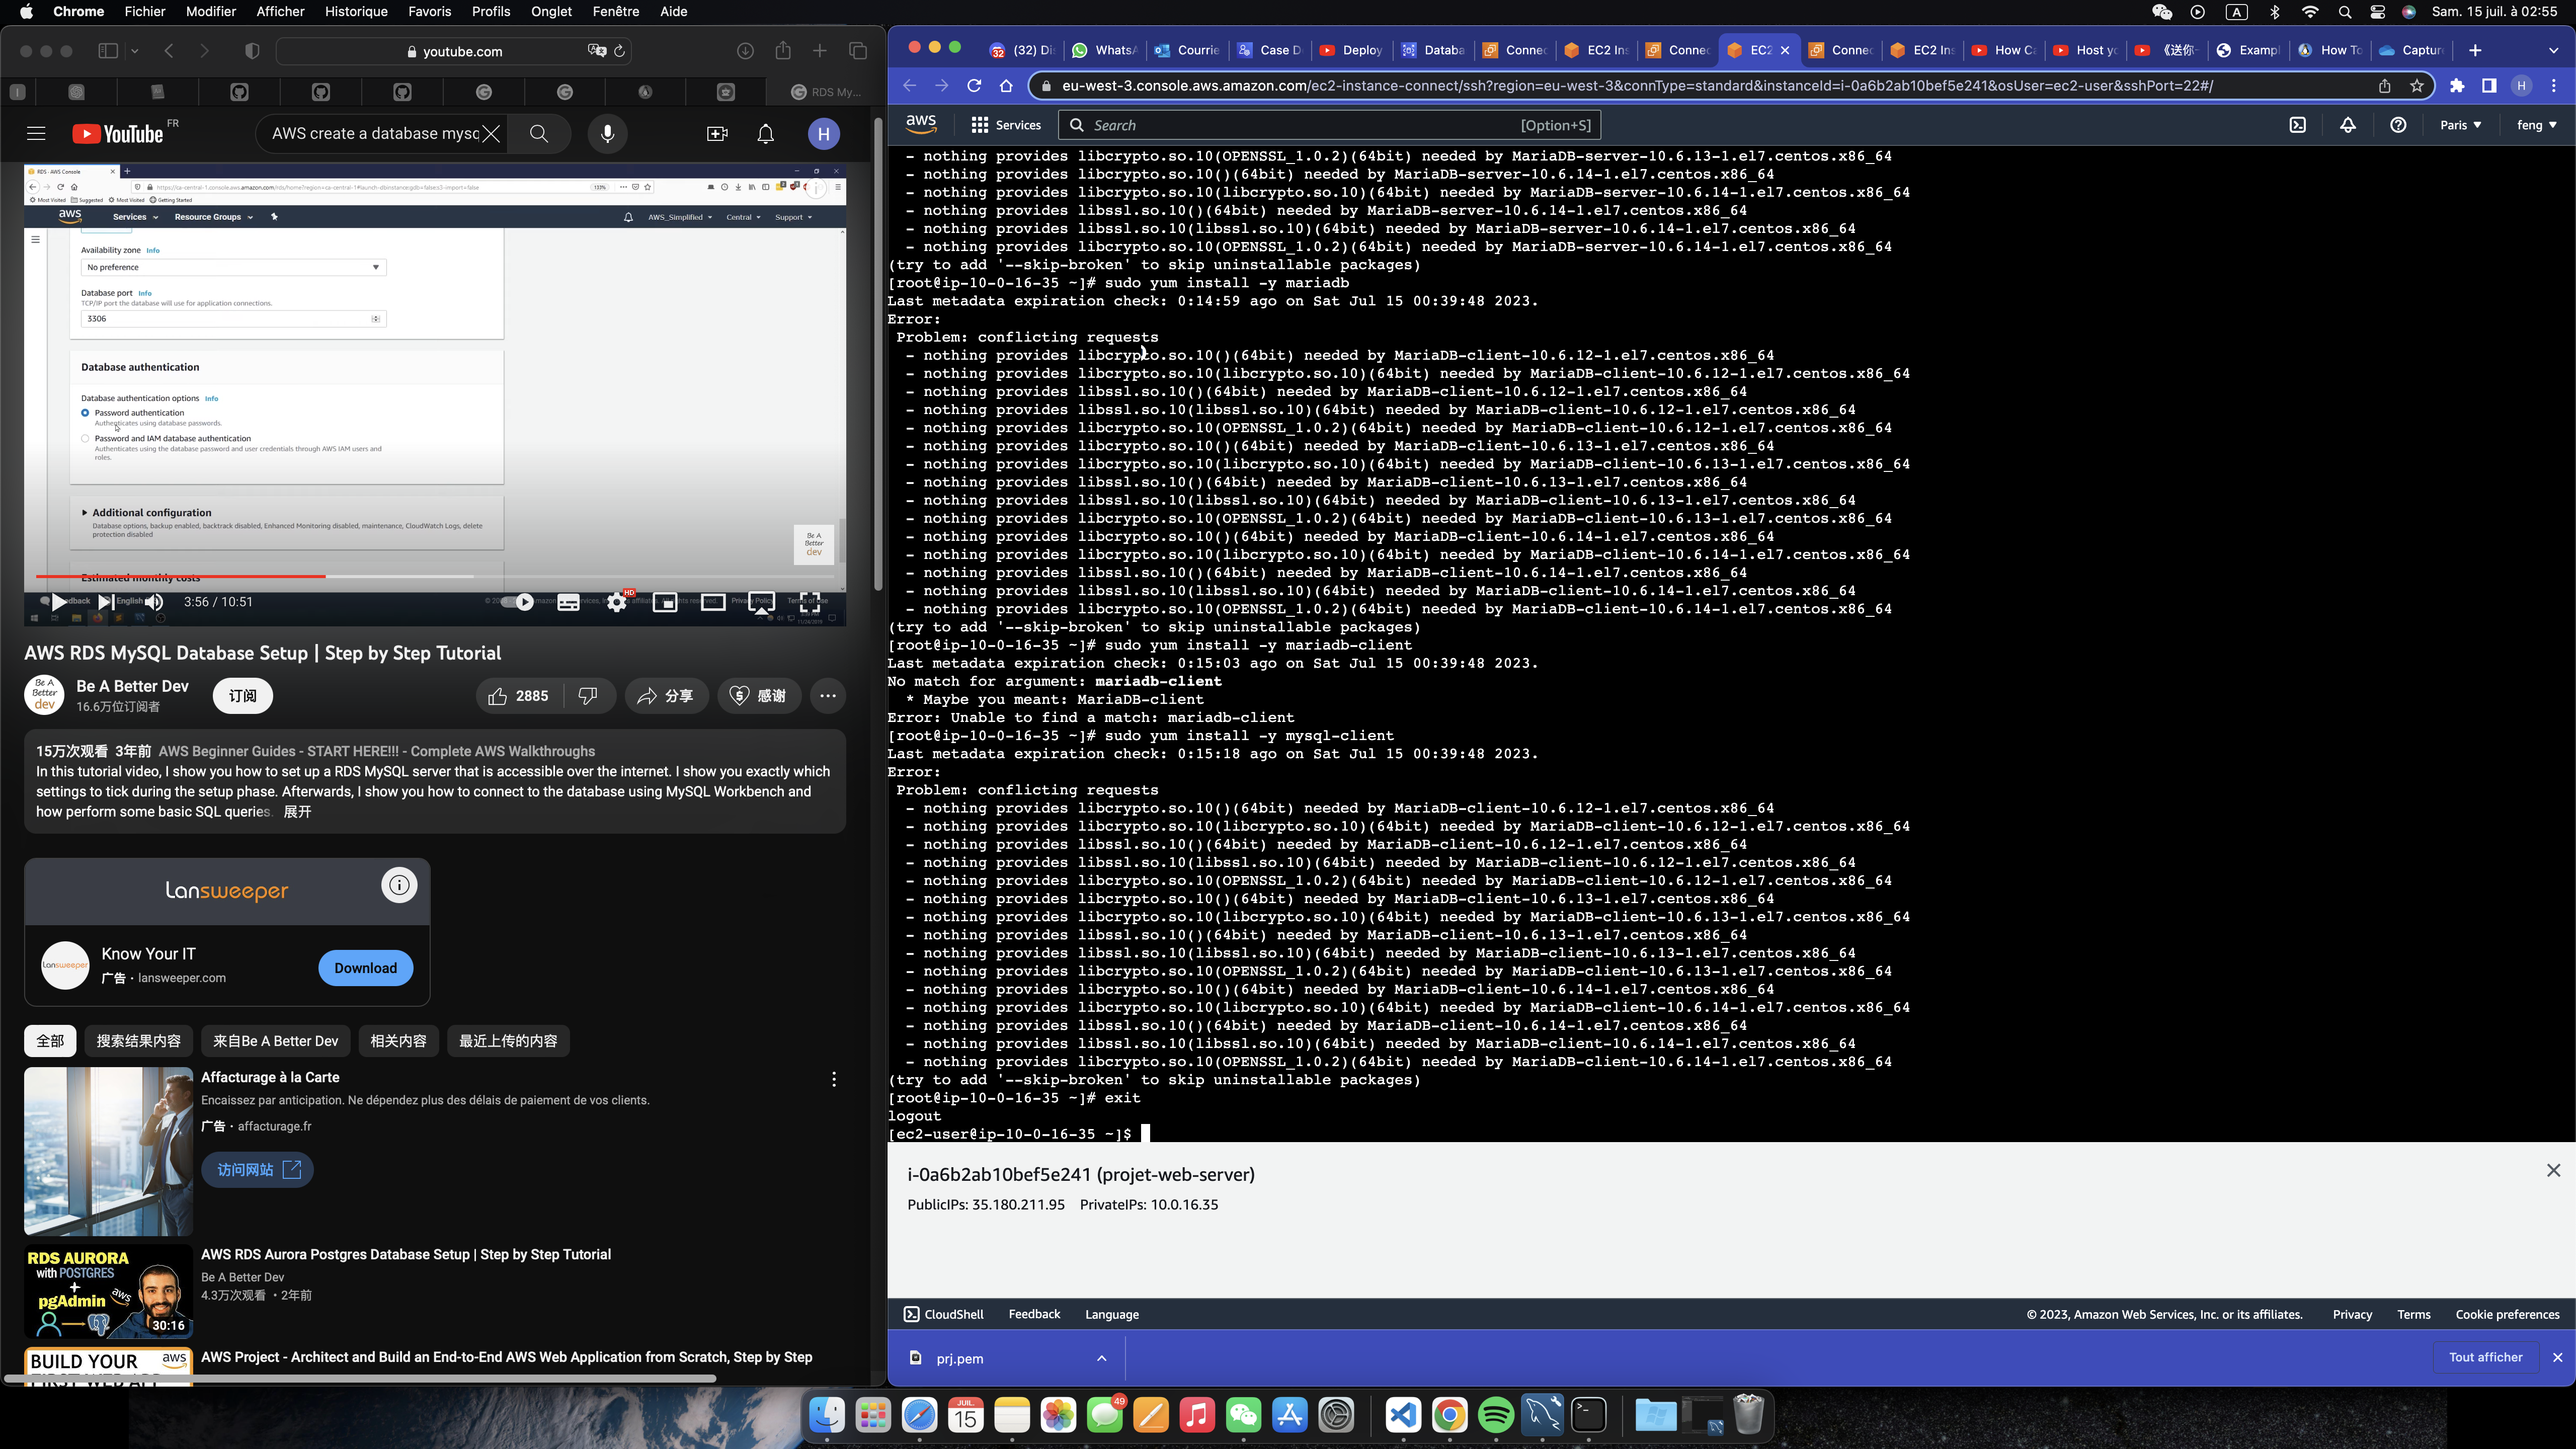 Chrome Fichier Modifier Afficher Historique Favoris Profils Onglet Fenêtre Aide
A Sam. 15 juil. à 02:55
youtube.com
RDS My...
YouTube FR
AWS create a database mysq
H
RDS · AWS Console
https://ca-central-1.console.aws.amazon.com/rds/home?region=ca-central-1#launch-dbinstance:gdb=false;s3-import=false
133%
Most Visited Suggested Most Visited Getting Started
aws Services Resource Groups AWS_Simplified Central Support
Availability zone Info
No preference
Database port Info
TCP/IP port the database will use for application connections.
3306
Database authentication
Database authentication options Info
Password authentication
Authenticates using database passwords.
Password and IAM database authentication
Authenticates using the database password and user credentials through AWS IAM users and
roles.
Additional configuration
Database options, backup enabled, backtrack disabled, Enhanced Monitoring disabled, maintenance, CloudWatch Logs, delete
protection disabled
Be A
Better
dev
Estimated monthly costs
3:56 / 10:51
HD
AWS RDS MySQL Database Setup | Step by Step Tutorial
Be A
Better
dev
Be A Better Dev
16.6万位订阅者
订阅
2885
分享
感谢
15万次观看 3年前 AWS Beginner Guides - START HERE!!! - Complete AWS Walkthroughs
In this tutorial video, I show you how to set up a RDS MySQL server that is accessible over the internet. I show you exactly which
settings to tick during the setup phase. Afterwards, I show you how to connect to the database using MySQL Workbench and
how perform some basic SQL queries. 展开
Lansweeper
Lansweeper
Know Your IT
广告 · lansweeper.com
Download
全部 搜索结果内容 来自Be A Better Dev 相关内容 最近上传的内容
Affacturage à la Carte
Encaissez par anticipation. Ne dépendez plus des délais de paiement de vos clients.
广告 · affacturage.fr
访问网站
RDS AURORA
with POSTGRES
+
pgAdmin
aws
30:16
AWS RDS Aurora Postgres Database Setup | Step by Step Tutorial
Be A Better Dev
4.3万次观看 · 2年前
BUILD YOUR
aws
AWS Project - Architect and Build an End-to-End AWS Web Application from Scratch, Step by Step
32 (32) Di WhatsA Courrie Case D Deploy Databa Connec EC2 Ins Connec EC2 Connec EC2 Ins How Ca Host yo 《送你- Exampl How To Captur
eu-west-3.console.aws.amazon.com/ec2-instance-connect/ssh?region=eu-west-3&connType=standard&instanceId=i-0a6b2ab10bef5e241&osUser=ec2-user&sshPort=22#/
H
aws Services Search [Option+S] Paris feng
- nothing provides libcrypto.so.10(OPENSSL_1.0.2)(64bit) needed by MariaDB-server-10.6.13-1.el7.centos.x86_64
- nothing provides libcrypto.so.10()(64bit) needed by MariaDB-server-10.6.14-1.el7.centos.x86_64
- nothing provides libcrypto.so.10(libcrypto.so.10)(64bit) needed by MariaDB-server-10.6.14-1.el7.centos.x86_64
- nothing provides libssl.so.10()(64bit) needed by MariaDB-server-10.6.14-1.el7.centos.x86_64
- nothing provides libssl.so.10(libssl.so.10)(64bit) needed by MariaDB-server-10.6.14-1.el7.centos.x86_64
- nothing provides libcrypto.so.10(OPENSSL_1.0.2)(64bit) needed by MariaDB-server-10.6.14-1.el7.centos.x86_64
(try to add '--skip-broken' to skip uninstallable packages)
[root@ip-10-0-16-35 ~]# sudo yum install -y mariadb
Last metadata expiration check: 0:14:59 ago on Sat Jul 15 00:39:48 2023.
Error:
Problem: conflicting requests
- nothing provides libcrypto.so.10()(64bit) needed by MariaDB-client-10.6.12-1.el7.centos.x86_64
- nothing provides libcrypto.so.10(libcrypto.so.10)(64bit) needed by MariaDB-client-10.6.12-1.el7.centos.x86_64
- nothing provides libssl.so.10()(64bit) needed by MariaDB-client-10.6.12-1.el7.centos.x86_64
- nothing provides libssl.so.10(libssl.so.10)(64bit) needed by MariaDB-client-10.6.12-1.el7.centos.x86_64
- nothing provides libcrypto.so.10(OPENSSL_1.0.2)(64bit) needed by MariaDB-client-10.6.12-1.el7.centos.x86_64
- nothing provides libcrypto.so.10()(64bit) needed by MariaDB-client-10.6.13-1.el7.centos.x86_64
- nothing provides libcrypto.so.10(libcrypto.so.10)(64bit) needed by MariaDB-client-10.6.13-1.el7.centos.x86_64
- nothing provides libssl.so.10()(64bit) needed by MariaDB-client-10.6.13-1.el7.centos.x86_64
- nothing provides libssl.so.10(libssl.so.10)(64bit) needed by MariaDB-client-10.6.13-1.el7.centos.x86_64
- nothing provides libcrypto.so.10(OPENSSL_1.0.2)(64bit) needed by MariaDB-client-10.6.13-1.el7.centos.x86_64
- nothing provides libcrypto.so.10()(64bit) needed by MariaDB-client-10.6.14-1.el7.centos.x86_64
- nothing provides libcrypto.so.10(libcrypto.so.10)(64bit) needed by MariaDB-client-10.6.14-1.el7.centos.x86_64
- nothing provides libssl.so.10()(64bit) needed by MariaDB-client-10.6.14-1.el7.centos.x86_64
- nothing provides libssl.so.10(libssl.so.10)(64bit) needed by MariaDB-client-10.6.14-1.el7.centos.x86_64
- nothing provides libcrypto.so.10(OPENSSL_1.0.2)(64bit) needed by MariaDB-client-10.6.14-1.el7.centos.x86_64
(try to add '--skip-broken' to skip uninstallable packages)
[root@ip-10-0-16-35 ~]# sudo yum install -y mariadb-client
Last metadata expiration check: 0:15:03 ago on Sat Jul 15 00:39:48 2023.
No match for argument: mariadb-client
* Maybe you meant: MariaDB-client
Error: Unable to find a match: mariadb-client
[root@ip-10-0-16-35 ~]# sudo yum install -y mysql-client
Last metadata expiration check: 0:15:18 ago on Sat Jul 15 00:39:48 2023.
Error:
Problem: conflicting requests
- nothing provides libcrypto.so.10()(64bit) needed by MariaDB-client-10.6.12-1.el7.centos.x86_64
- nothing provides libcrypto.so.10(libcrypto.so.10)(64bit) needed by MariaDB-client-10.6.12-1.el7.centos.x86_64
- nothing provides libssl.so.10()(64bit) needed by MariaDB-client-10.6.12-1.el7.centos.x86_64
- nothing provides libssl.so.10(libssl.so.10)(64bit) needed by MariaDB-client-10.6.12-1.el7.centos.x86_64
- nothing provides libcrypto.so.10(OPENSSL_1.0.2)(64bit) needed by MariaDB-client-10.6.12-1.el7.centos.x86_64
- nothing provides libcrypto.so.10()(64bit) needed by MariaDB-client-10.6.13-1.el7.centos.x86_64
- nothing provides libcrypto.so.10(libcrypto.so.10)(64bit) needed by MariaDB-client-10.6.13-1.el7.centos.x86_64
- nothing provides libssl.so.10()(64bit) needed by MariaDB-client-10.6.13-1.el7.centos.x86_64
- nothing provides libssl.so.10(libssl.so.10)(64bit) needed by MariaDB-client-10.6.13-1.el7.centos.x86_64
- nothing provides libcrypto.so.10(OPENSSL_1.0.2)(64bit) needed by MariaDB-client-10.6.13-1.el7.centos.x86_64
- nothing provides libcrypto.so.10()(64bit) needed by MariaDB-client-10.6.14-1.el7.centos.x86_64
- nothing provides libcrypto.so.10(libcrypto.so.10)(64bit) needed by MariaDB-client-10.6.14-1.el7.centos.x86_64
- nothing provides libssl.so.10()(64bit) needed by MariaDB-client-10.6.14-1.el7.centos.x86_64
- nothing provides libssl.so.10(libssl.so.10)(64bit) needed by MariaDB-client-10.6.14-1.el7.centos.x86_64
- nothing provides libcrypto.so.10(OPENSSL_1.0.2)(64bit) needed by MariaDB-client-10.6.14-1.el7.centos.x86_64
(try to add '--skip-broken' to skip uninstallable packages)
[root@ip-10-0-16-35 ~]# exit
logout
[ec2-user@ip-10-0-16-35 ~]$
i-0a6b2ab10bef5e241 (projet-web-server)
PublicIPs: 35.180.211.95 PrivateIPs: 10.0.16.35
CloudShell Feedback Language © 2023, Amazon Web Services, Inc. or its affiliates. Privacy Terms Cookie preferences
prj.pem Tout afficher
JUIL.
15
49